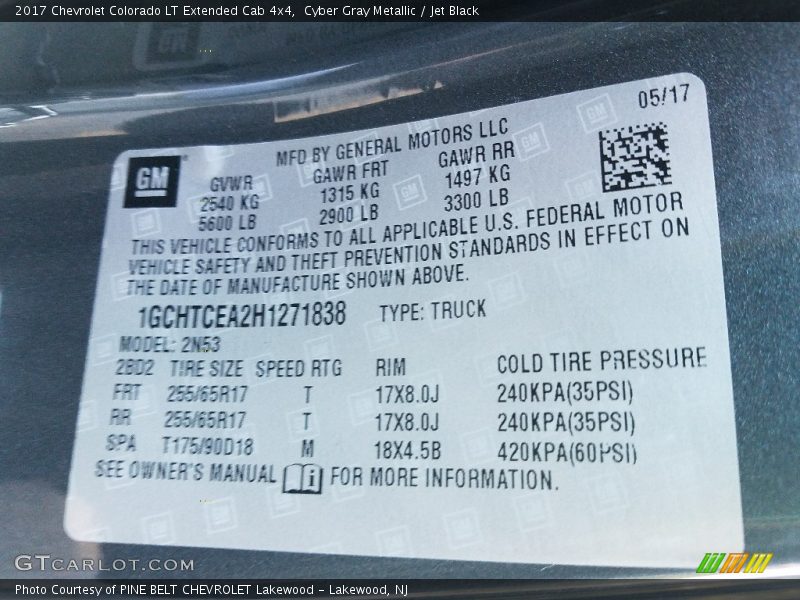 2017 Chevrolet Colorado LT Extended Cab 4x4, Cyber Gray Metallic / Jet Black
05/17
GM
MFD BY GENERAL MOTORS LLC
GVWR GAWR FRT GAWR RR
2540 KG 1315 KG 1497 KG
5600 LB 2900 LB 3300 LB
THIS VEHICLE CONFORMS TO ALL APPLICABLE U.S. FEDERAL MOTOR
VEHICLE SAFETY AND THEFT PREVENTION STANDARDS IN EFFECT ON
THE DATE OF MANUFACTURE SHOWN ABOVE.
1GCHTCEA2H1271838 TYPE: TRUCK
MODEL: 2N53
2BD2 TIRE SIZE SPEED RTG RIM COLD TIRE PRESSURE
FRT 255/65R17 T 17X8.0J 240KPA(35PSI)
RR 255/65R17 T 17X8.0J 240KPA(35PSI)
SPA T175/90D18 M 18X4.5B 420KPA(60PSI)
SEE OWNER'S MANUAL i FOR MORE INFORMATION.
GTCARLOT.COM
Photo Courtesy of PINE BELT CHEVROLET Lakewood - Lakewood, NJ